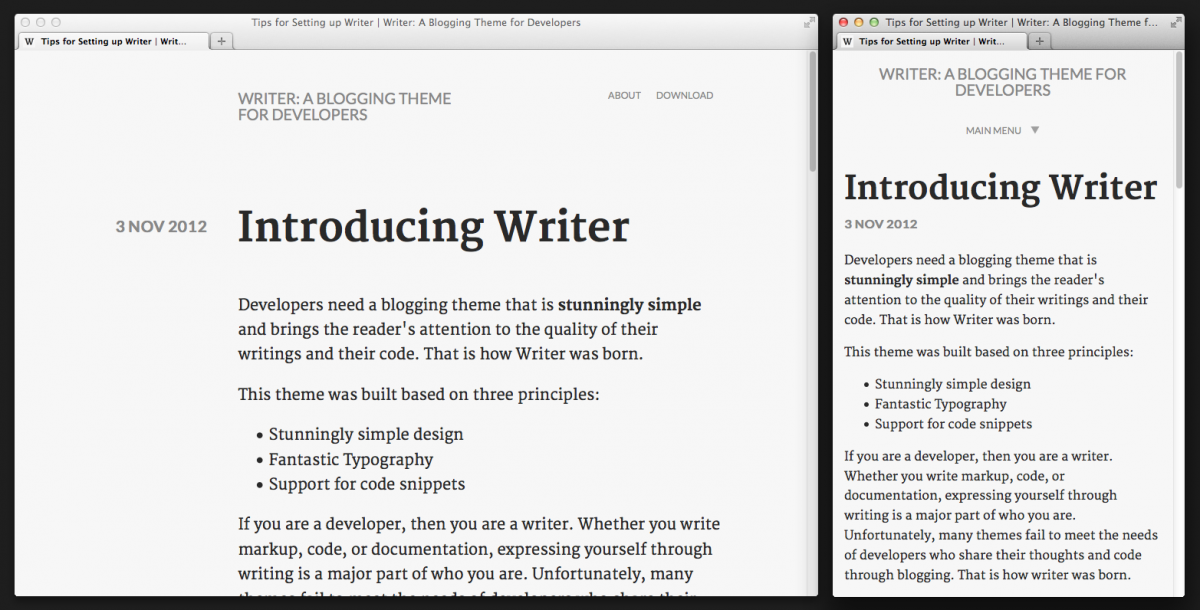 Tips for Setting up Writer | Writer: A Blogging Theme for Developers
W Tips for Setting up Writer | Writ...
WRITER: A BLOGGING THEME
FOR DEVELOPERS
ABOUT DOWNLOAD
3 NOV 2012
Introducing Writer
Developers need a blogging theme that is stunningly simple
and brings the reader's attention to the quality of their
writings and their code. That is how Writer was born.
This theme was built based on three principles:
• Stunningly simple design
• Fantastic Typography
• Support for code snippets
If you are a developer, then you are a writer. Whether you write
markup, code, or documentation, expressing yourself through
writing is a major part of who you are. Unfortunately, many
themes fail to meet the needs of developers who share their
Tips for Setting up Writer | Writer: A Blogging Theme f...
W Tips for Setting up Writer | Writ...
WRITER: A BLOGGING THEME FOR
DEVELOPERS
MAIN MENU ▼
Introducing Writer
3 NOV 2012
Developers need a blogging theme that is
stunningly simple and brings the reader's
attention to the quality of their writings and their
code. That is how Writer was born.
This theme was built based on three principles:
• Stunningly simple design
• Fantastic Typography
• Support for code snippets
If you are a developer, then you are a writer.
Whether you write markup, code, or
documentation, expressing yourself through
writing is a major part of who you are.
Unfortunately, many themes fail to meet the needs
of developers who share their thoughts and code
through blogging. That is how writer was born.